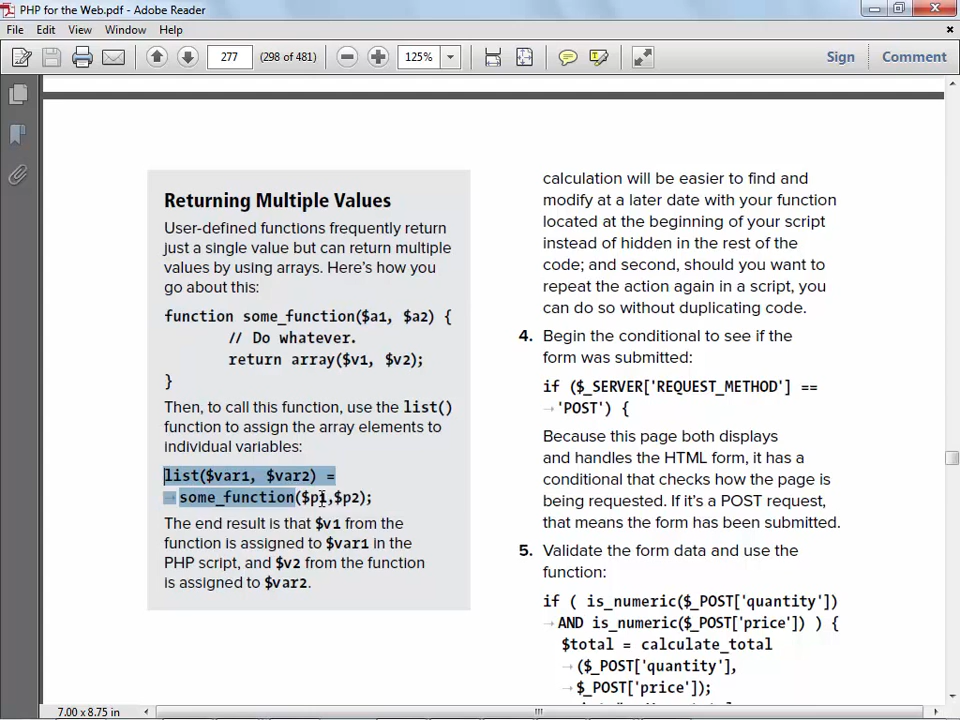 PHP for the Web.pdf - Adobe Reader
File Edit View Window Help
277 (298 of 481) 125% Sign Comment
Returning Multiple Values
User-defined functions frequently return
just a single value but can return multiple
values by using arrays. Here's how you
go about this:
function some_function($a1, $a2) {
// Do whatever.
return array($v1, $v2);
}
Then, to call this function, use the list()
function to assign the array elements to
individual variables:
list($var1, $var2) =
→ some_function($p1,$p2);
The end result is that $v1 from the
function is assigned to $var1 in the
PHP script, and $v2 from the function
is assigned to $var2.
calculation will be easier to find and
modify at a later date with your function
located at the beginning of your script
instead of hidden in the rest of the
code; and second, should you want to
repeat the action again in a script, you
can do so without duplicating code.
4. Begin the conditional to see if the
form was submitted:
if ($_SERVER['REQUEST_METHOD'] ==
→ 'POST') {
Because this page both displays
and handles the HTML form, it has a
conditional that checks how the page is
being requested. If it's a POST request,
that means the form has been submitted.
5. Validate the form data and use the
function:
if ( is_numeric($_POST['quantity'])
→ AND is_numeric($_POST['price']) ) {
$total = calculate_total
→ ($_POST['quantity'],
→ $_POST['price']);
7.00 x 8.75 in